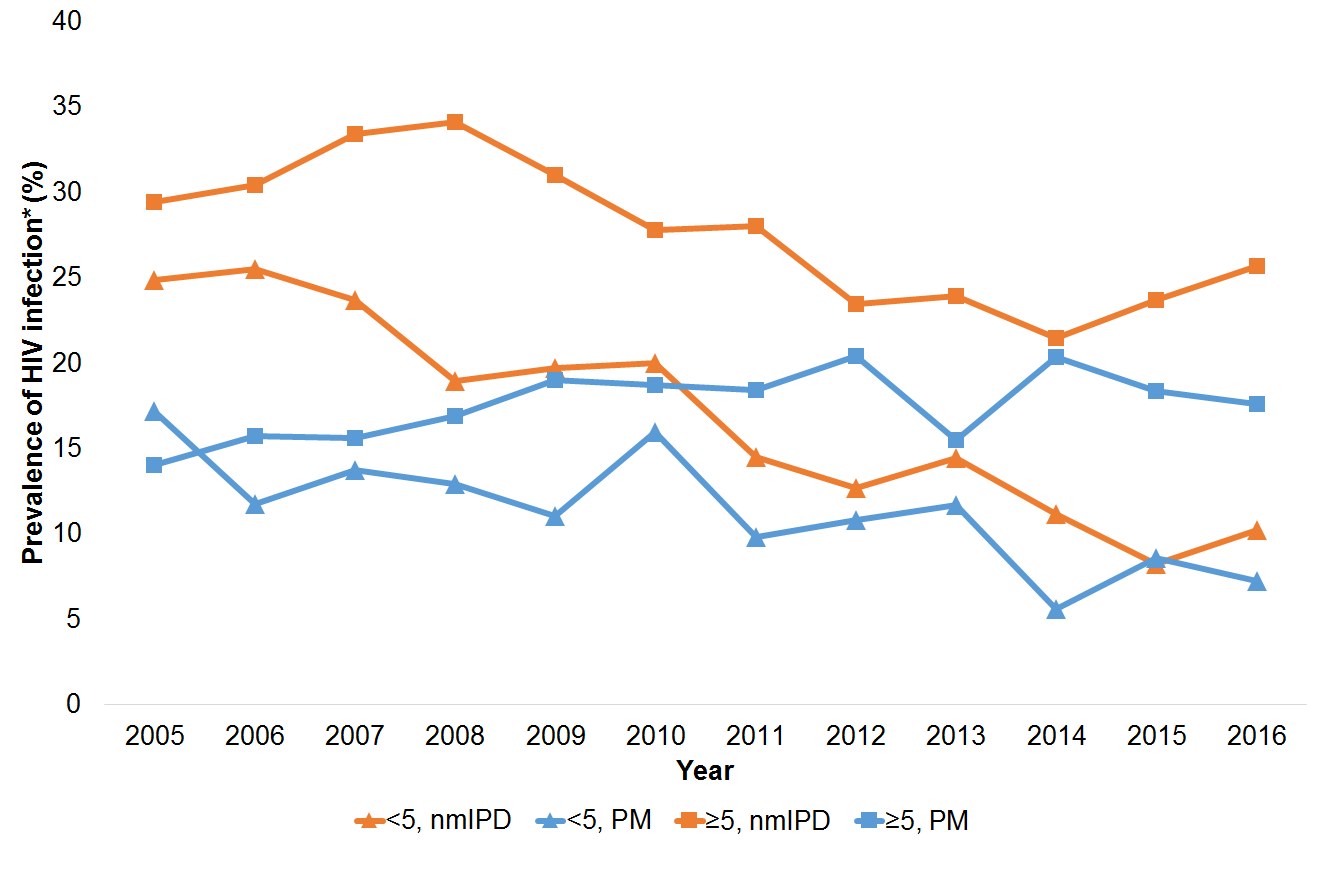 40
35
30
25
20
15
10
5
0
Prevalence of HIV infection* (%)
2005 2006 2007 2008 2009 2010 2011 2012 2013 2014 2015 2016
Year
<5, nmIPD <5, PM ≥5, nmIPD ≥5, PM